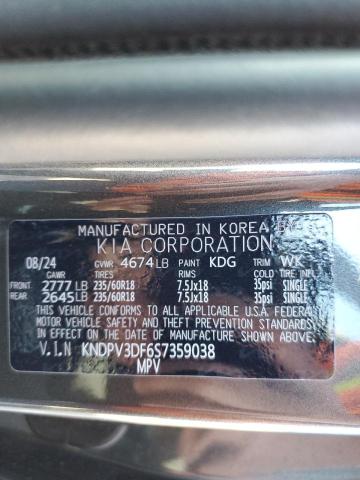 MANUFACTURED IN KOREA BY
KIA CORPORATION
08/24 GVWR 4674LB PAINT KDG TRIM WK
GAWR TIRES RIMS COLD
FRONT 2777LB 235/60R18 7.5Jx18 35psi SINGLE
REAR 2645LB 235/60R18 7.5Jx18 35psi SINGLE
THIS VEHICLE CONFORMS TO ALL APPLICABLE U.S.A. FEDERAL
MOTOR VEHICLE SAFETY, BUMPER, AND THEFT PREVENTION STANDARDS
IN EFFECT ON THE DATE OF MANUFACTURE SHOWN ABOVE.
V.I.N KNDPV3DF6S7359038
MPV